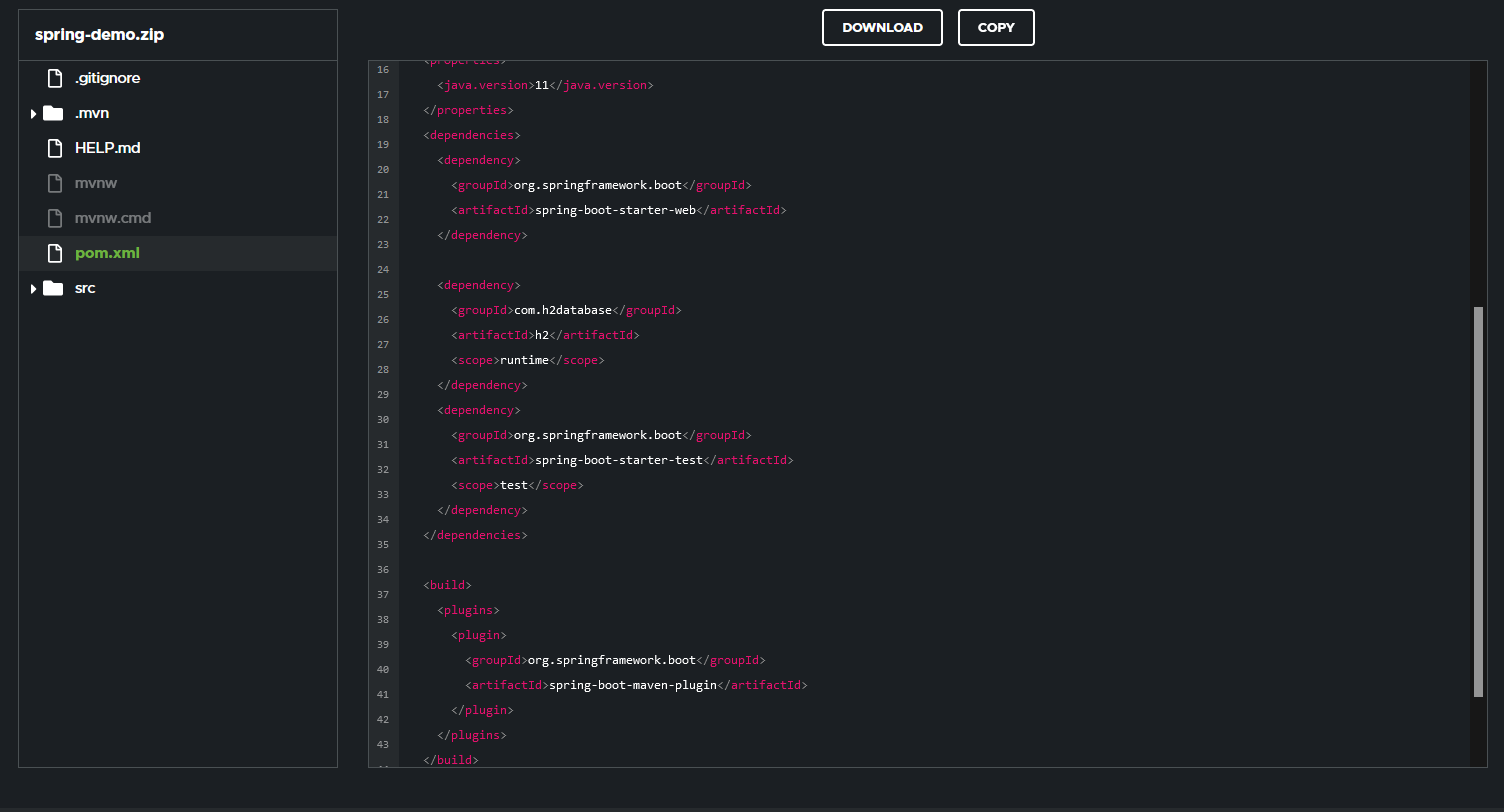 spring-demo.zip
DOWNLOAD
COPY
.gitignore
.mvn
HELP.md
mvnw
mvnw.cmd
pom.xml
src
16 <properties>
17 <java.version>11</java.version>
18 </properties>
19 <dependencies>
20 <dependency>
21 <groupId>org.springframework.boot</groupId>
22 <artifactId>spring-boot-starter-web</artifactId>
23 </dependency>
24
25 <dependency>
26 <groupId>com.h2database</groupId>
27 <artifactId>h2</artifactId>
28 <scope>runtime</scope>
29 </dependency>
30 <dependency>
31 <groupId>org.springframework.boot</groupId>
32 <artifactId>spring-boot-starter-test</artifactId>
33 <scope>test</scope>
34 </dependency>
35 </dependencies>
36
37 <build>
38 <plugins>
39 <plugin>
40 <groupId>org.springframework.boot</groupId>
41 <artifactId>spring-boot-maven-plugin</artifactId>
42 </plugin>
43 </plugins>
</build>